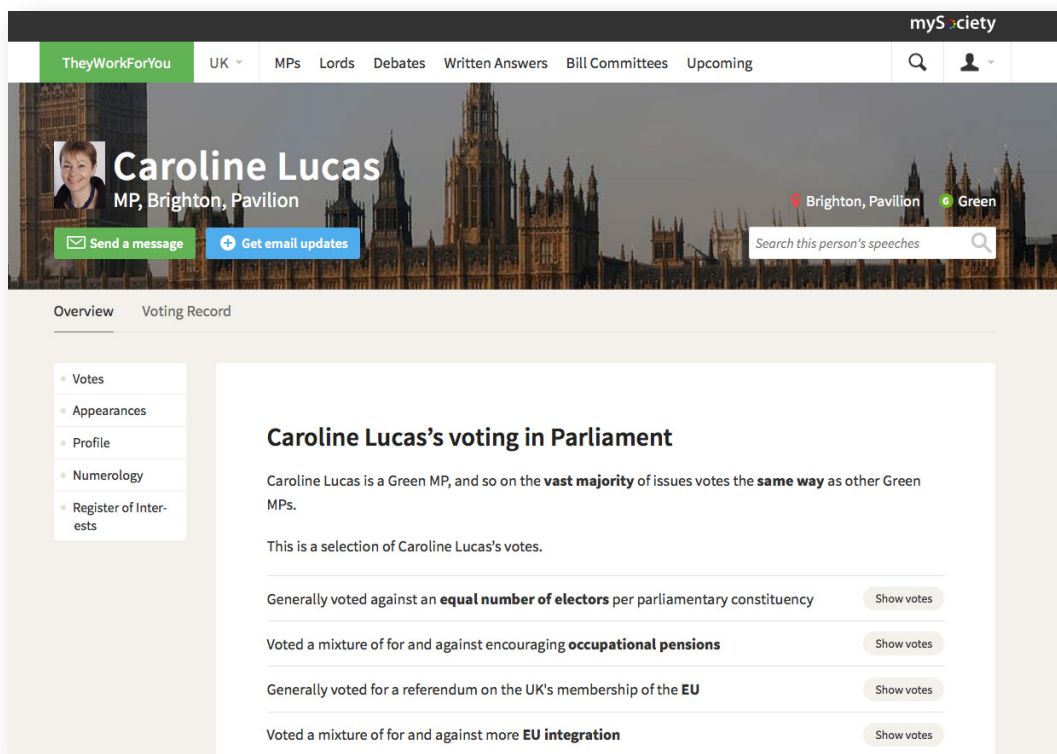 mySociety
TheyWorkForYou UK MPs Lords Debates Written Answers Bill Committees Upcoming
Caroline Lucas
MP, Brighton, Pavilion
Brighton, Pavilion G Green
Send a message Get email updates Search this person's speeches
Overview Voting Record
Votes
Appearances
Profile
Numerology
Register of Inter-
ests
Caroline Lucas's voting in Parliament
Caroline Lucas is a Green MP, and so on the vast majority of issues votes the same way as other Green
MPs.
This is a selection of Caroline Lucas's votes.
Generally voted against an equal number of electors per parliamentary constituency Show votes
Voted a mixture of for and against encouraging occupational pensions Show votes
Generally voted for a referendum on the UK's membership of the EU Show votes
Voted a mixture of for and against more EU integration Show votes